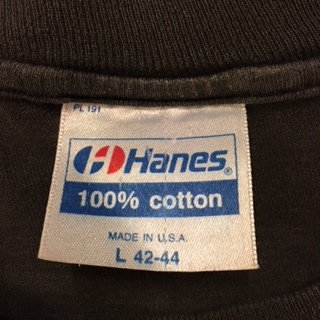 PL 191
Hanes®
100% cotton
MADE IN U.S.A.
L 42-44